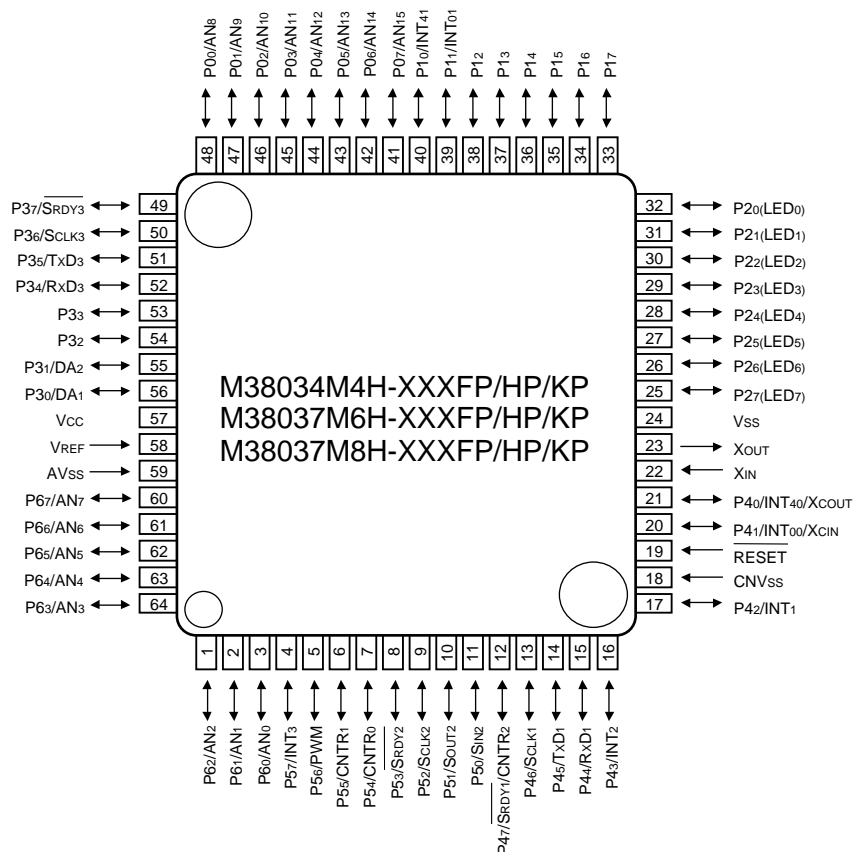 P00/AN8
P01/AN9
P02/AN10
P03/AN11
P04/AN12
P05/AN13
P06/AN14
P07/AN15
P10/INT41
P11/INT01
P12
P13
P14
P15
P16
P17
48 47 46 45 44 43 42 41 40 39 38 37 36 35 34 33
P37/SRDY3 49
P36/SCLK3 50
P35/TXD3 51
P34/RXD3 52
P33 53
P32 54
P31/DA2 55
P30/DA1 56
VCC 57
VREF 58
AVSS 59
P67/AN7 60
P66/AN6 61
P65/AN5 62
P64/AN4 63
P63/AN3 64
M38034M4H-XXXFP/HP/KP
M38037M6H-XXXFP/HP/KP
M38037M8H-XXXFP/HP/KP
32 P20(LED0)
31 P21(LED1)
30 P22(LED2)
29 P23(LED3)
28 P24(LED4)
27 P25(LED5)
26 P26(LED6)
25 P27(LED7)
24 VSS
23 XOUT
22 XIN
21 P40/INT40/XCOUT
20 P41/INT00/XCIN
19 RESET
18 CNVSS
17 P42/INT1
1 2 3 4 5 6 7 8 9 10 11 12 13 14 15 16
P62/AN2
P61/AN1
P60/AN0
P57/INT3
P56/PWM
P55/CNTR1
P54/CNTR0
P53/SRDY2
P52/SCLK2
P51/SOUT2
P50/SIN2
P47/SRDY1/CNTR2
P46/SCLK1
P45/TXD1
P44/RXD1
P43/INT2